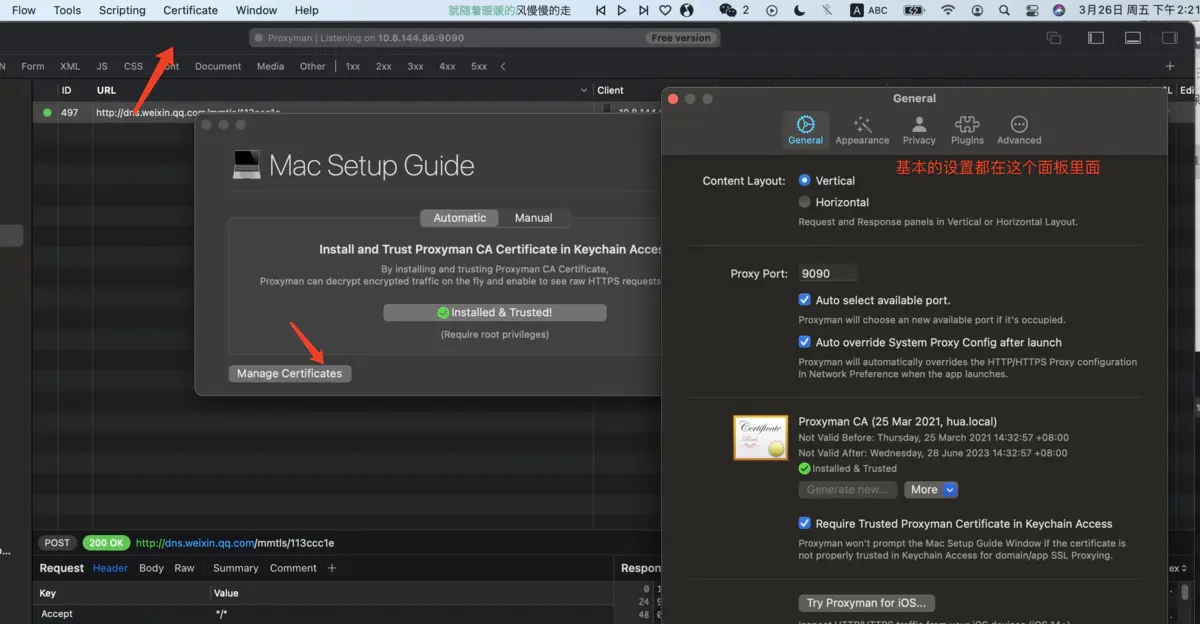 Flow Tools Scripting Certificate Window Help 就随着暖暖的风慢慢的走 2 A ABC 3月26日 周五 下午 2:21
Proxyman | Listening on 10.8.144.86:9090 Free version
N Form XML JS CSS Font Document Media Other 1xx 2xx 3xx 4xx 5xx
ID URL Client
497 http://dns.weixin.qq.com/mmtls/113ccc1e
Mac Setup Guide
Automatic Manual
Install and Trust Proxyman CA Certificate in Keychain Acces
By installing and trusting Proxyman CA Certificate,
Proxyman can decrypt encrypted traffic on the fly and enable to see raw HTTPS requests
Installed & Trusted!
(Require root privileges)
Manage Certificates
General
General Appearance Privacy Plugins Advanced
基本的设置都在这个面板里面
Content Layout: Vertical
Horizontal
Request and Response panels in Vertical or Horizontal Layout.
Proxy Port: 9090
Auto select available port.
Proxyman will choose an new available port if it's occupied.
Auto override System Proxy Config after launch
Proxyman will automatically overrides the HTTP/HTTPS Proxy configuration
in Network Preference when the app launches.
Certificate
Proxyman CA (25 Mar 2021, hua.local)
Not Valid Before: Thursday, 25 March 2021 14:32:57 +08:00
Not Valid After: Wednesday, 28 June 2023 14:32:57 +08:00
Installed & Trusted
Generate new... More
Require Trusted Proxyman Certificate in Keychain Access
Proxyman won't prompt the Mac Setup Guide Window if the certificate is
not properly trusted in Keychain Access for domain/app SSL Proxying.
Try Proxyman for iOS...
POST 200 OK http://dns.weixin.qq.com/mmtls/113ccc1e
Request Header Body Raw Summary Comment Respon
Key Value
Accept */*
0
24
48